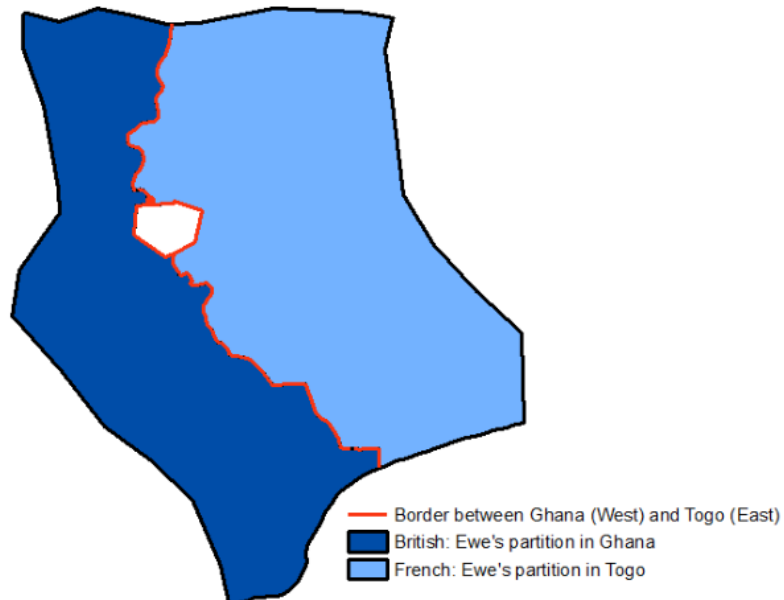 Border between Ghana (West) and Togo (East)
British: Ewe's partition in Ghana
French: Ewe's partition in Togo